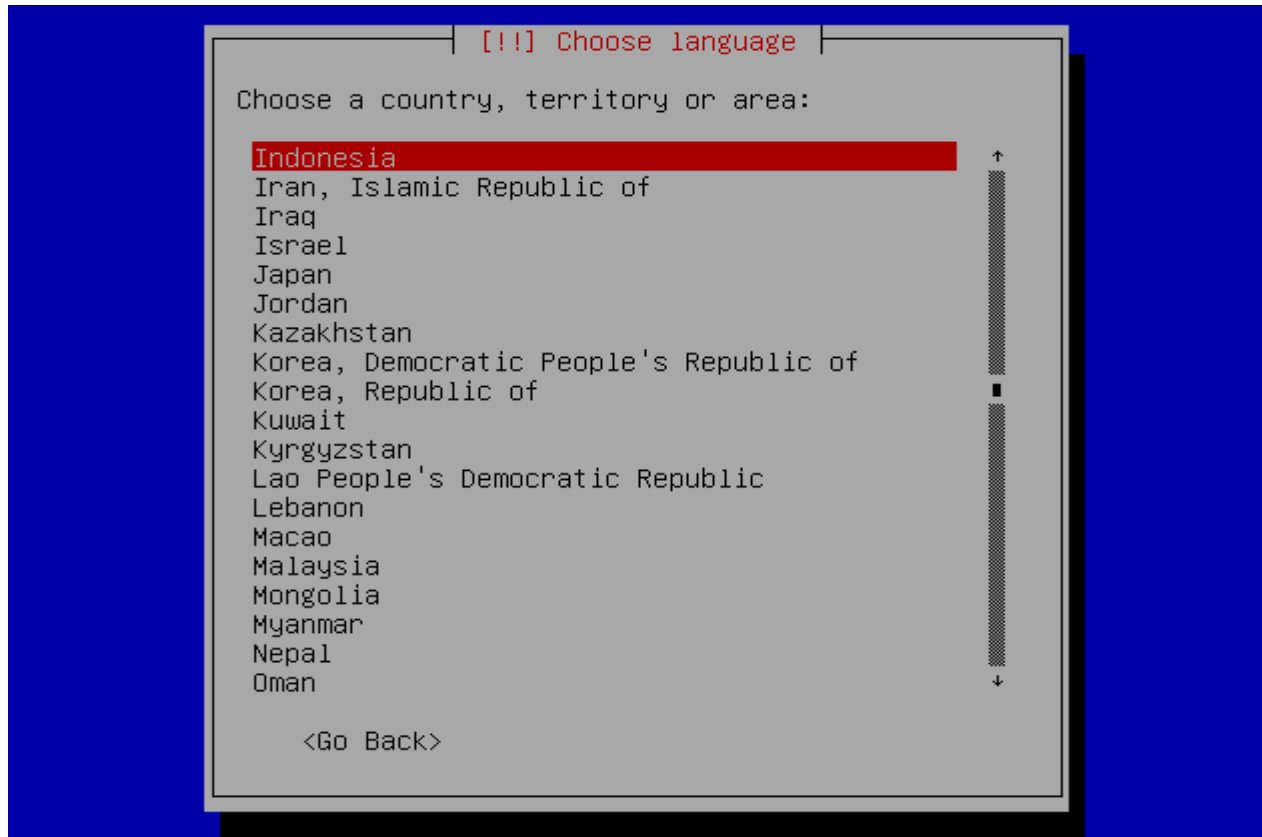 [!!] Choose language
Choose a country, territory or area:
Indonesia
Iran, Islamic Republic of
Iraq
Israel
Japan
Jordan
Kazakhstan
Korea, Democratic People's Republic of
Korea, Republic of
Kuwait
Kyrgyzstan
Lao People's Democratic Republic
Lebanon
Macao
Malaysia
Mongolia
Myanmar
Nepal
Oman
<Go Back>